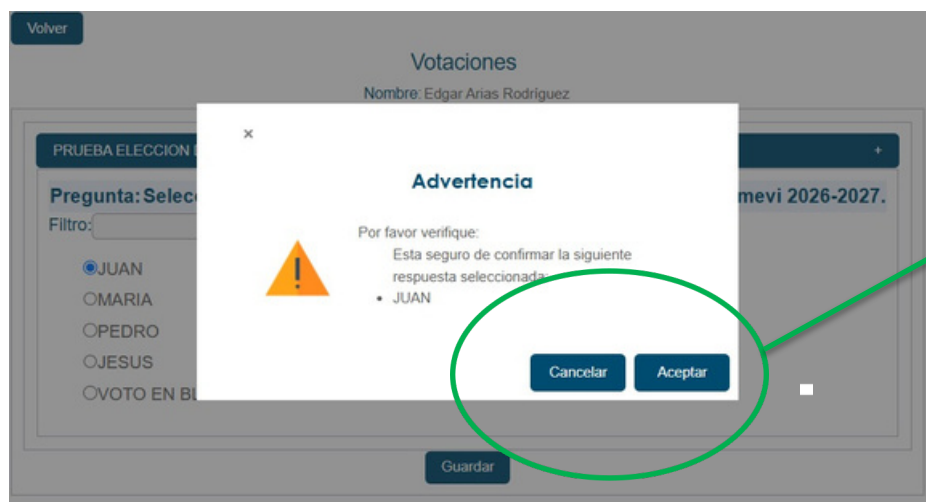 Volver
Votaciones
Nombre: Edgar Arias Rodríguez
×
PRUEBA ELECCION
+
Advertencia
Pregunta: Selec
mevi 2026-2027.
Filtro:
Por favor verifique:
Esta seguro de confirmar la siguiente
respuesta seleccionada:
• JUAN
JUAN
MARIA
PEDRO
JESUS
VOTO EN
Cancelar
Aceptar
Guardar